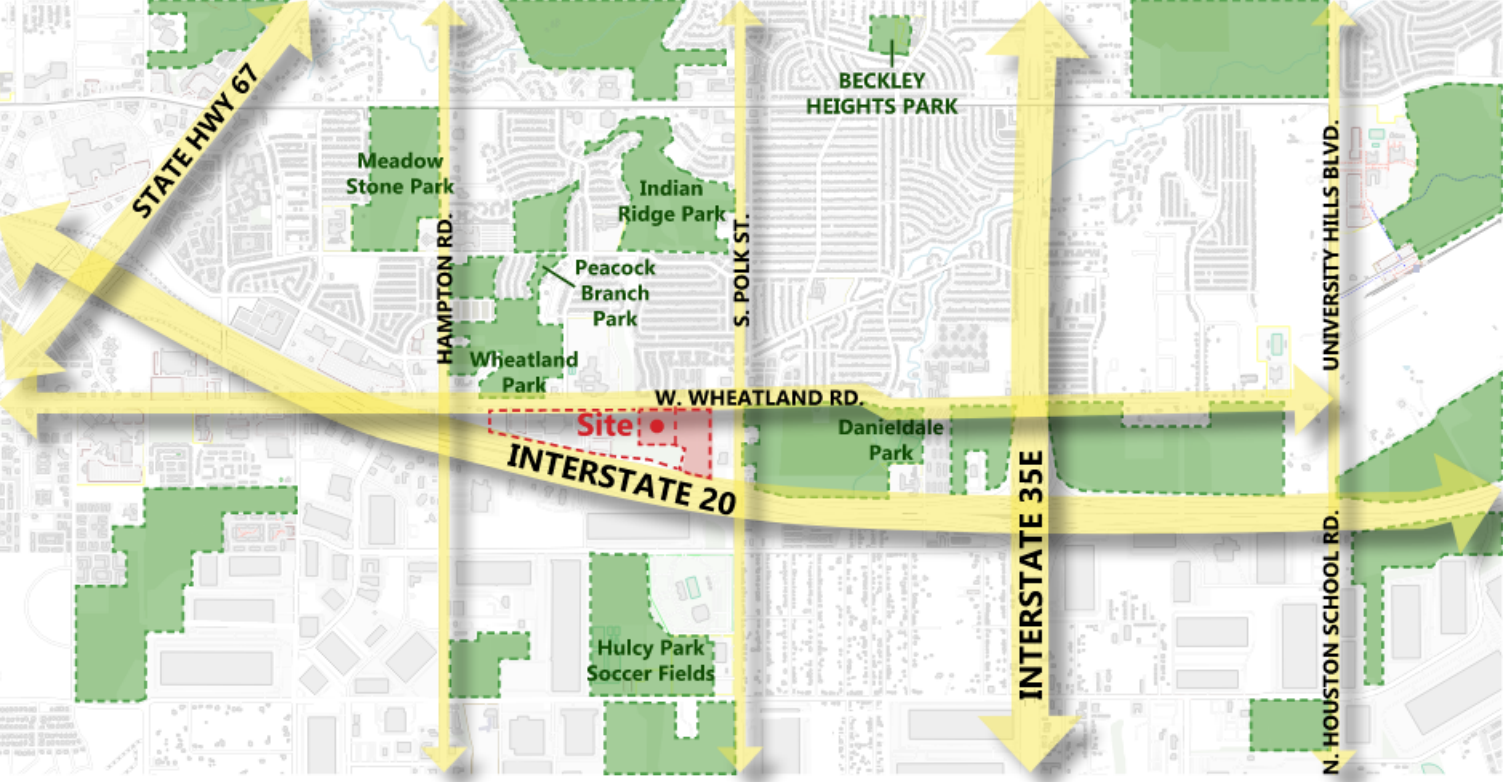 STATE HWY 67
BECKLEY
HEIGHTS PARK
Meadow
Stone Park
Indian
Ridge Park
HAMPTON RD.
S. POLK ST.
UNIVERSITY HILLS BLVD.
Peacock
Branch
Park
Wheatland
Park
W. WHEATLAND RD.
Site
Danieldale
Park
INTERSTATE 20
INTERSTATE 35E
N. HOUSTON SCHOOL RD.
Hulcy Park
Soccer Fields